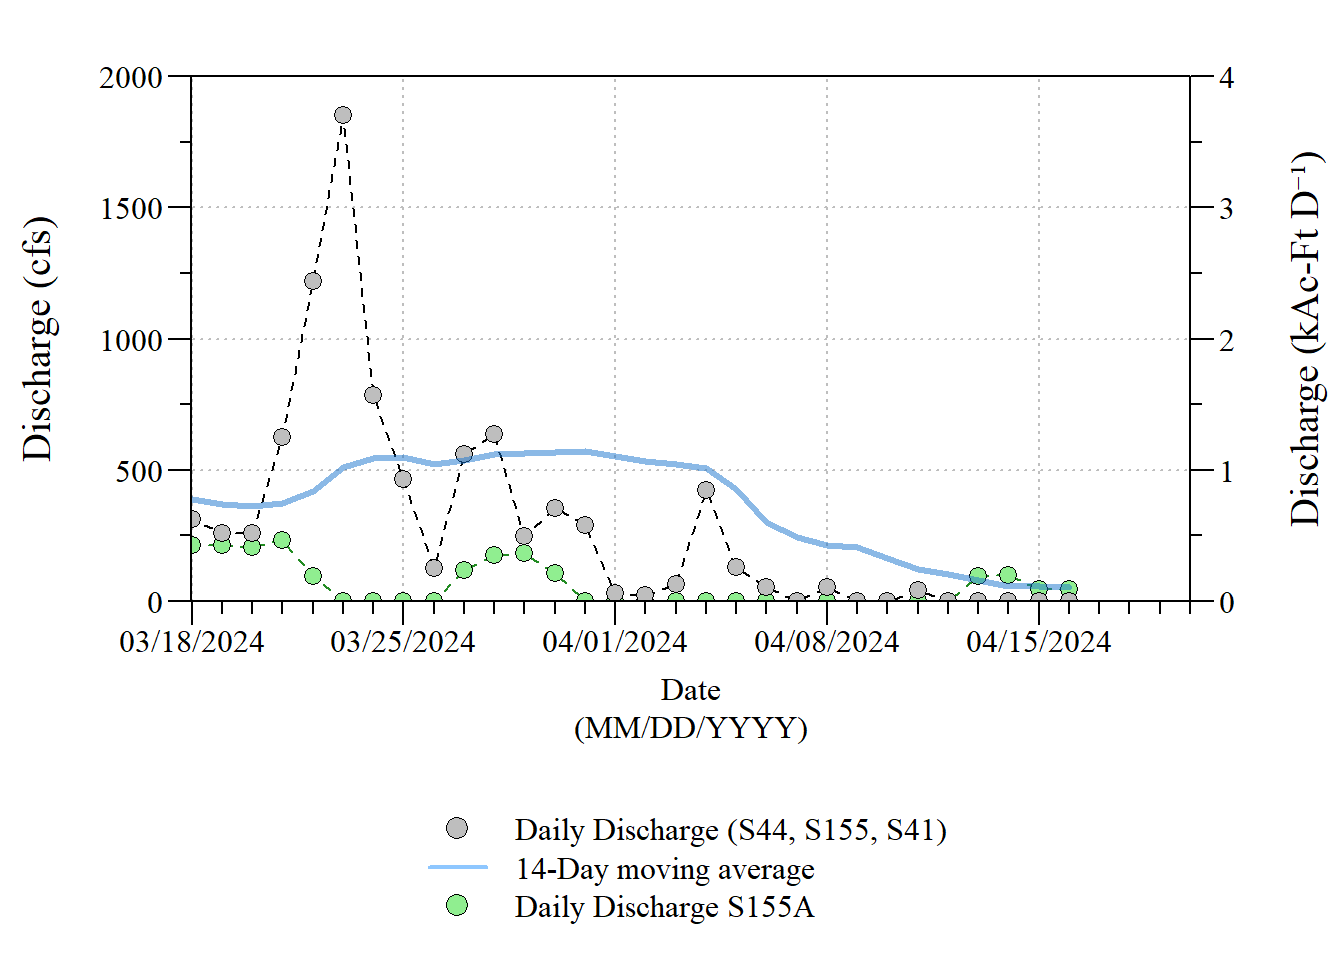 2000
1500
1000
500
0
4
3
2
1
0
Discharge (cfs)
Discharge (kAc-Ft D⁻¹)
03/18/2024
03/25/2024
04/01/2024
04/08/2024
04/15/2024
Date
(MM/DD/YYYY)
Daily Discharge (S44, S155, S41)
14-Day moving average
Daily Discharge S155A